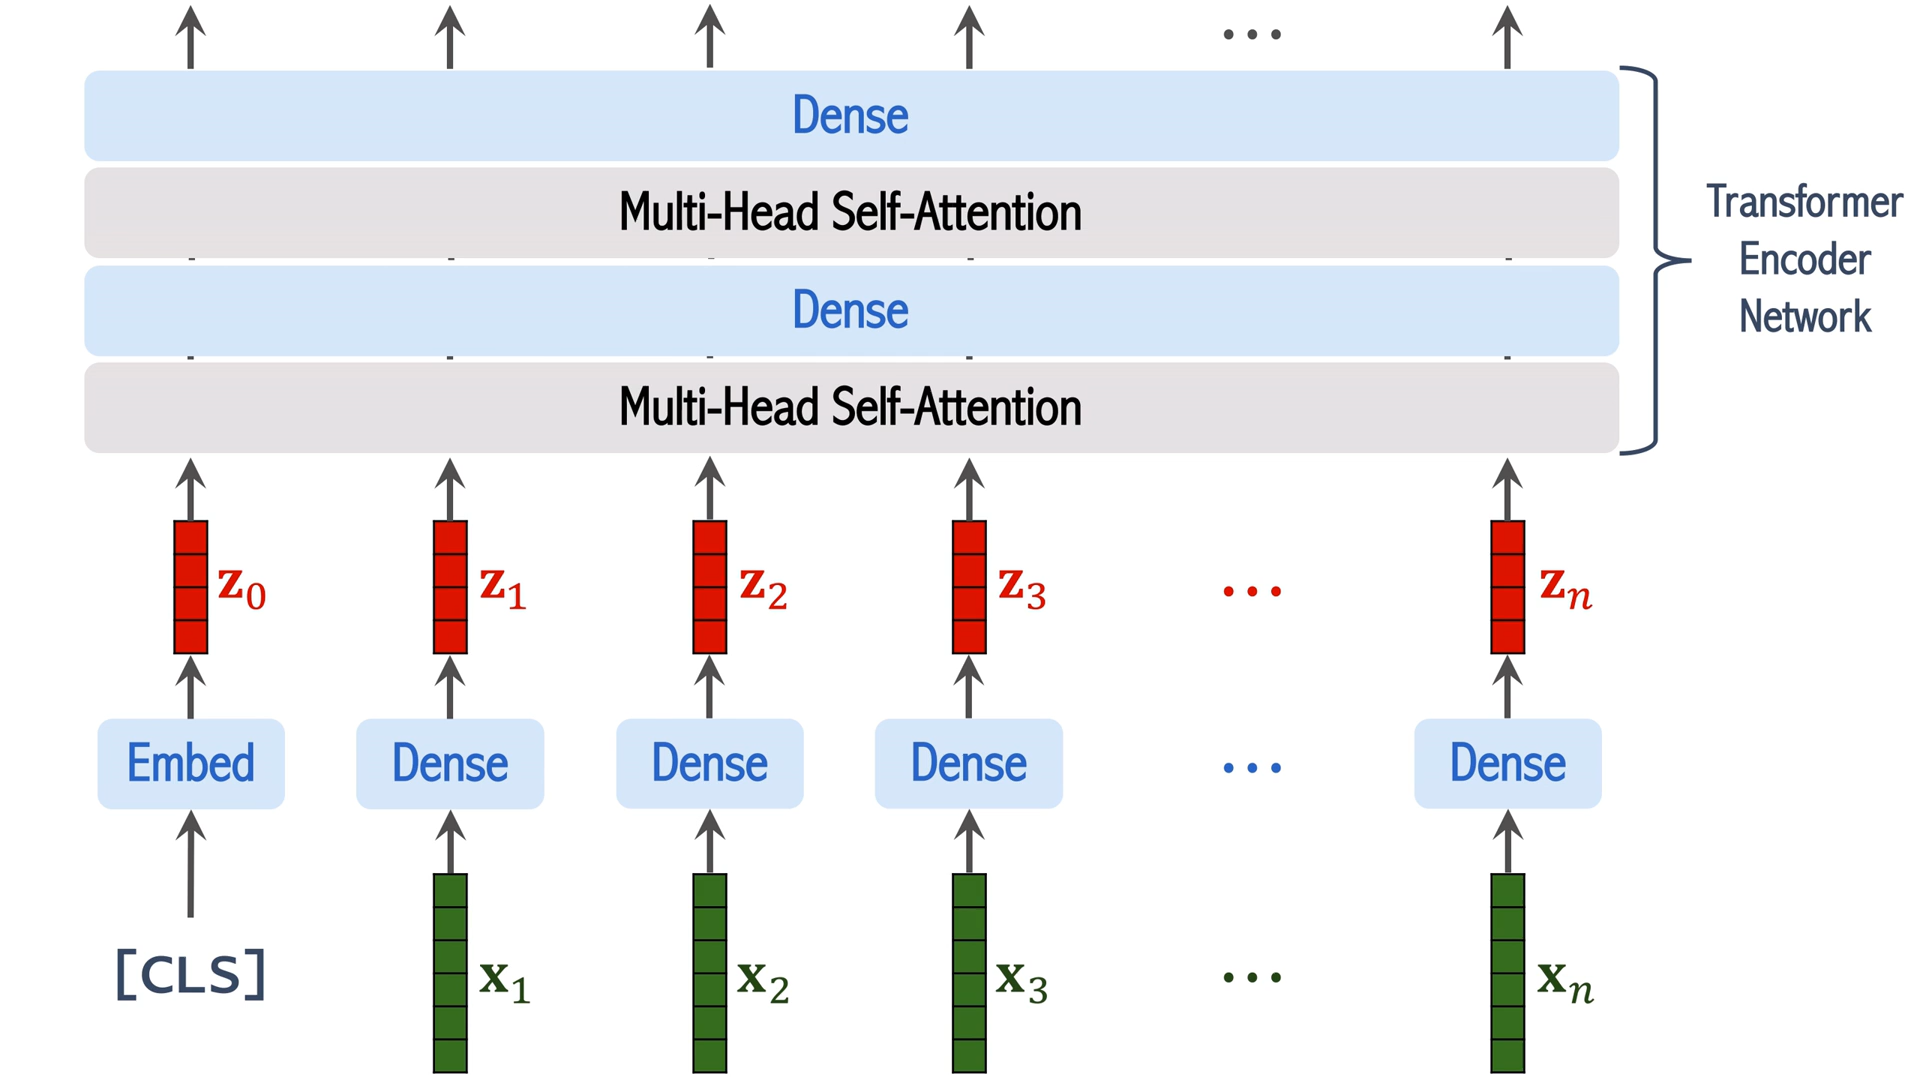 ...
Dense
Multi-Head Self-Attention
Dense
Multi-Head Self-Attention
Transformer
Encoder
Network
z₀ z₁ z₂ z₃ ... zₙ
Embed Dense Dense Dense ... Dense
[CLS] x₁ x₂ x₃ ... xₙ